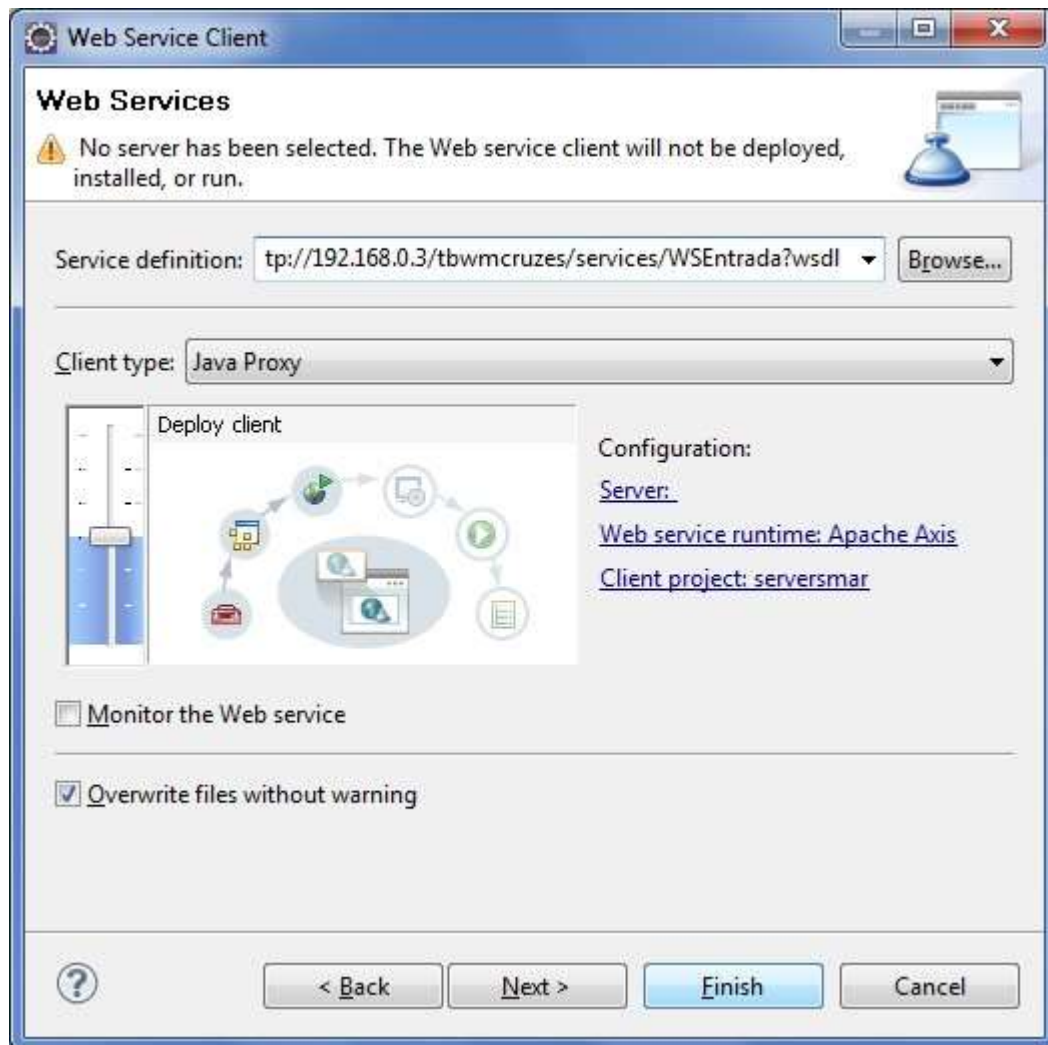 Web Service Client
Web Services
No server has been selected. The Web service client will not be deployed,
installed, or run.
Service definition: tp://192.168.0.3/tbwmcruzes/services/WSEntrada?wsdl Browse...
Client type: Java Proxy
Deploy client
Configuration:
Server:
Web service runtime: Apache Axis
Client project: serversmar
Monitor the Web service
Overwrite files without warning
< Back Next > Finish Cancel